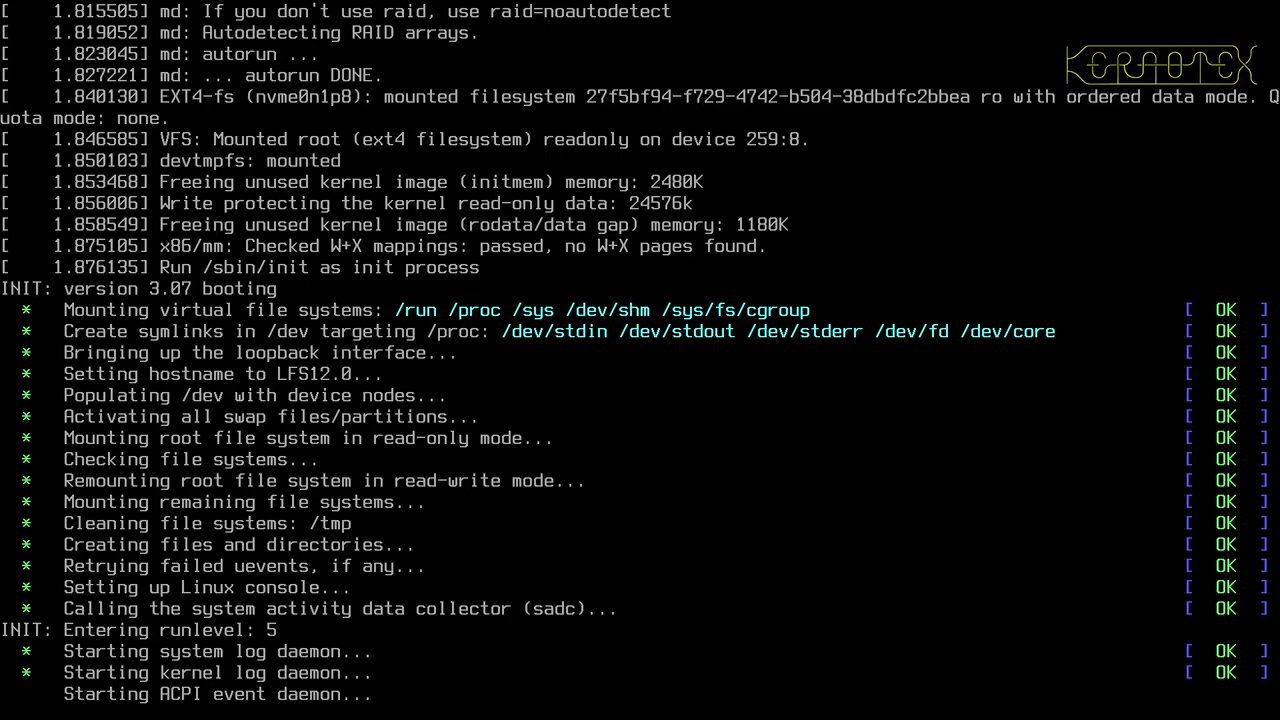 [    1.815505] md: If you don't use raid, use raid=noautodetect
[    1.819052] md: Autodetecting RAID arrays.
[    1.823045] md: autorun ...
[    1.827221] md: ... autorun DONE.
KERAOTEX
[    1.840130] EXT4-fs (nvme0n1p8): mounted filesystem 27f5bf94-f729-4742-b504-38dbdfc2bbea ro with ordered data mode. Q
uota mode: none.
[    1.846585] VFS: Mounted root (ext4 filesystem) readonly on device 259:8.
[    1.850103] devtmpfs: mounted
[    1.853468] Freeing unused kernel image (initmem) memory: 2480K
[    1.856006] Write protecting the kernel read-only data: 24576k
[    1.858549] Freeing unused kernel image (rodata/data gap) memory: 1180K
[    1.875105] x86/mm: Checked W+X mappings: passed, no W+X pages found.
[    1.876135] Run /sbin/init as init process
INIT: version 3.07 booting
  *   Mounting virtual file systems: /run /proc /sys /dev/shm /sys/fs/cgroup [  OK  ]
  *   Create symlinks in /dev targeting /proc: /dev/stdin /dev/stdout /dev/stderr /dev/fd /dev/core [  OK  ]
  *   Bringing up the loopback interface... [  OK  ]
  *   Setting hostname to LFS12.0... [  OK  ]
  *   Populating /dev with device nodes... [  OK  ]
  *   Activating all swap files/partitions... [  OK  ]
  *   Mounting root file system in read-only mode... [  OK  ]
  *   Checking file systems... [  OK  ]
  *   Remounting root file system in read-write mode... [  OK  ]
  *   Mounting remaining file systems... [  OK  ]
  *   Cleaning file systems: /tmp [  OK  ]
  *   Creating files and directories... [  OK  ]
  *   Retrying failed uevents, if any... [  OK  ]
  *   Setting up Linux console... [  OK  ]
  *   Calling the system activity data collector (sadc)... [  OK  ]
INIT: Entering runlevel: 5
  *   Starting system log daemon... [  OK  ]
  *   Starting kernel log daemon... [  OK  ]
      Starting ACPI event daemon...